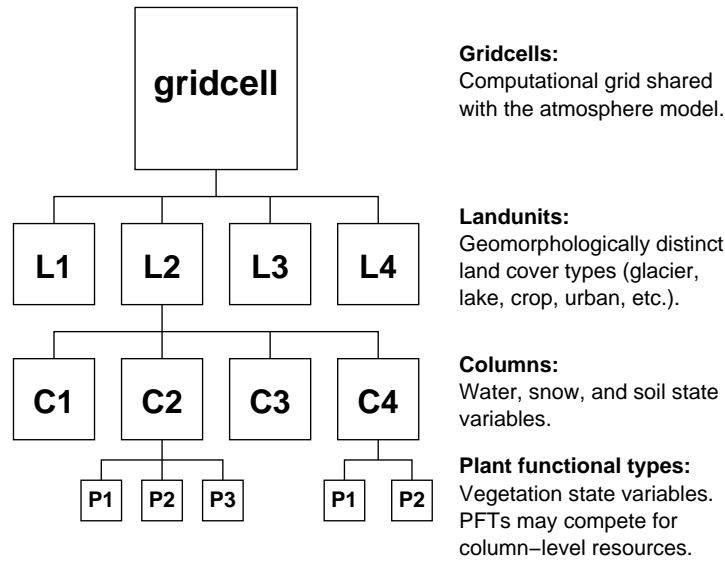 gridcell
Gridcells:
Computational grid shared
with the atmosphere model.
L1 L2 L3 L4
Landunits:
Geomorphologically distinct
land cover types (glacier,
lake, crop, urban, etc.).
C1 C2 C3 C4
Columns:
Water, snow, and soil state
variables.
P1 P2 P3 P1 P2
Plant functional types:
Vegetation state variables.
PFTs may compete for
column−level resources.